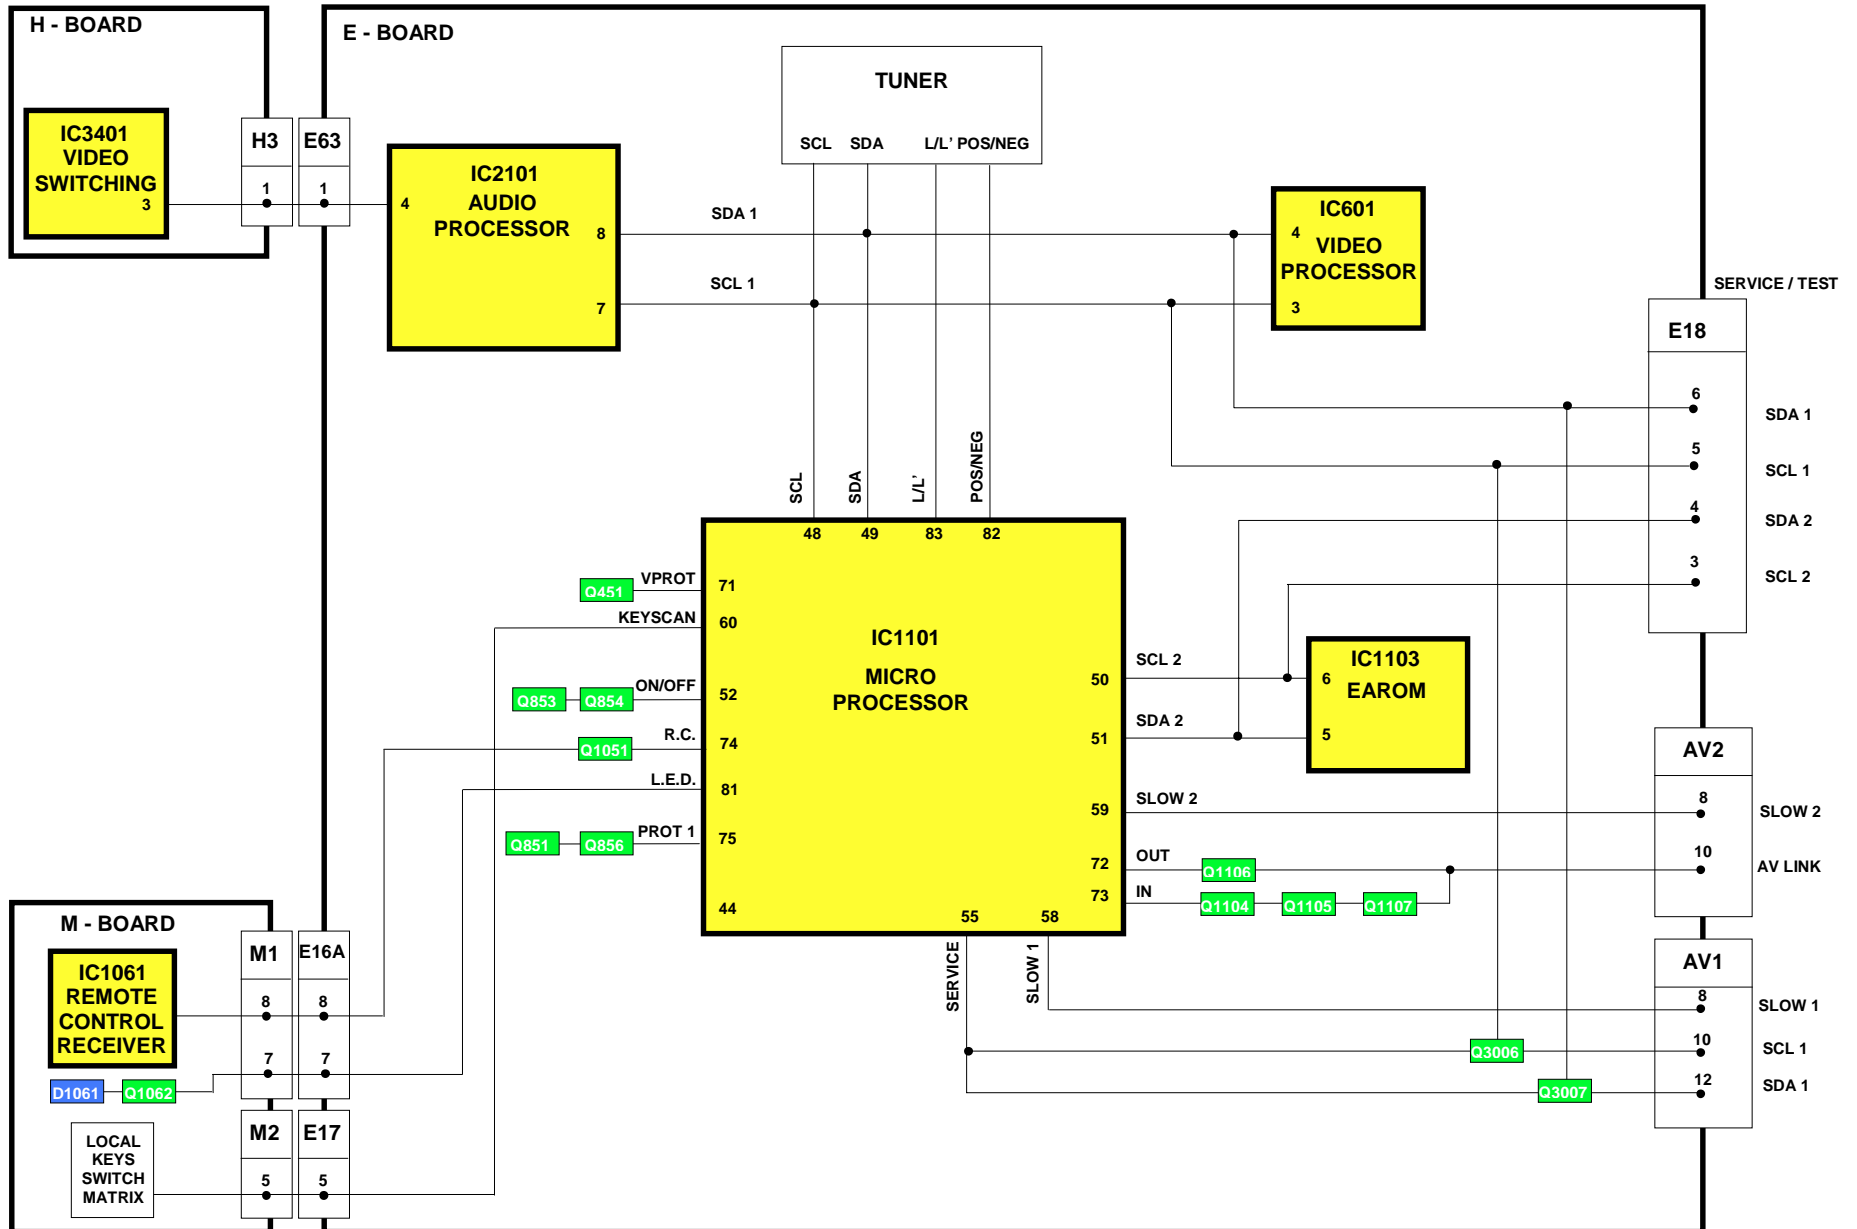 H - BOARD
IC3401
VIDEO
SWITCHING
3
H3
1
E63
1
E - BOARD
IC2101
AUDIO
PROCESSOR
4
8
7
TUNER
SCL SDA L/L' POS/NEG
SDA 1
SCL 1
IC601
VIDEO
PROCESSOR
4
3
SERVICE / TEST
E18
6
SDA 1
5
SCL 1
4
SDA 2
3
SCL 2
SCL
SDA
L/L'
POS/NEG
48 49 83 82
IC1101
MICRO
PROCESSOR
Q451
VPROT
71
KEYSCAN
60
Q853
Q854
ON/OFF
52
Q1051
R.C.
74
L.E.D.
81
Q851
Q856
PROT 1
75
44
50
SCL 2
51
SDA 2
IC1103
EAROM
6
5
59
SLOW 2
72
OUT
Q1106
73
IN
Q1104
Q1105
Q1107
55
58
SERVICE
SLOW 1
AV2
8
SLOW 2
10
AV LINK
AV1
8
SLOW 1
Q3006
10
SCL 1
Q3007
12
SDA 1
M - BOARD
IC1061
REMOTE
CONTROL
RECEIVER
D1061
Q1062
LOCAL
KEYS
SWITCH
MATRIX
M1
8
7
E16A
8
7
M2
5
E17
5